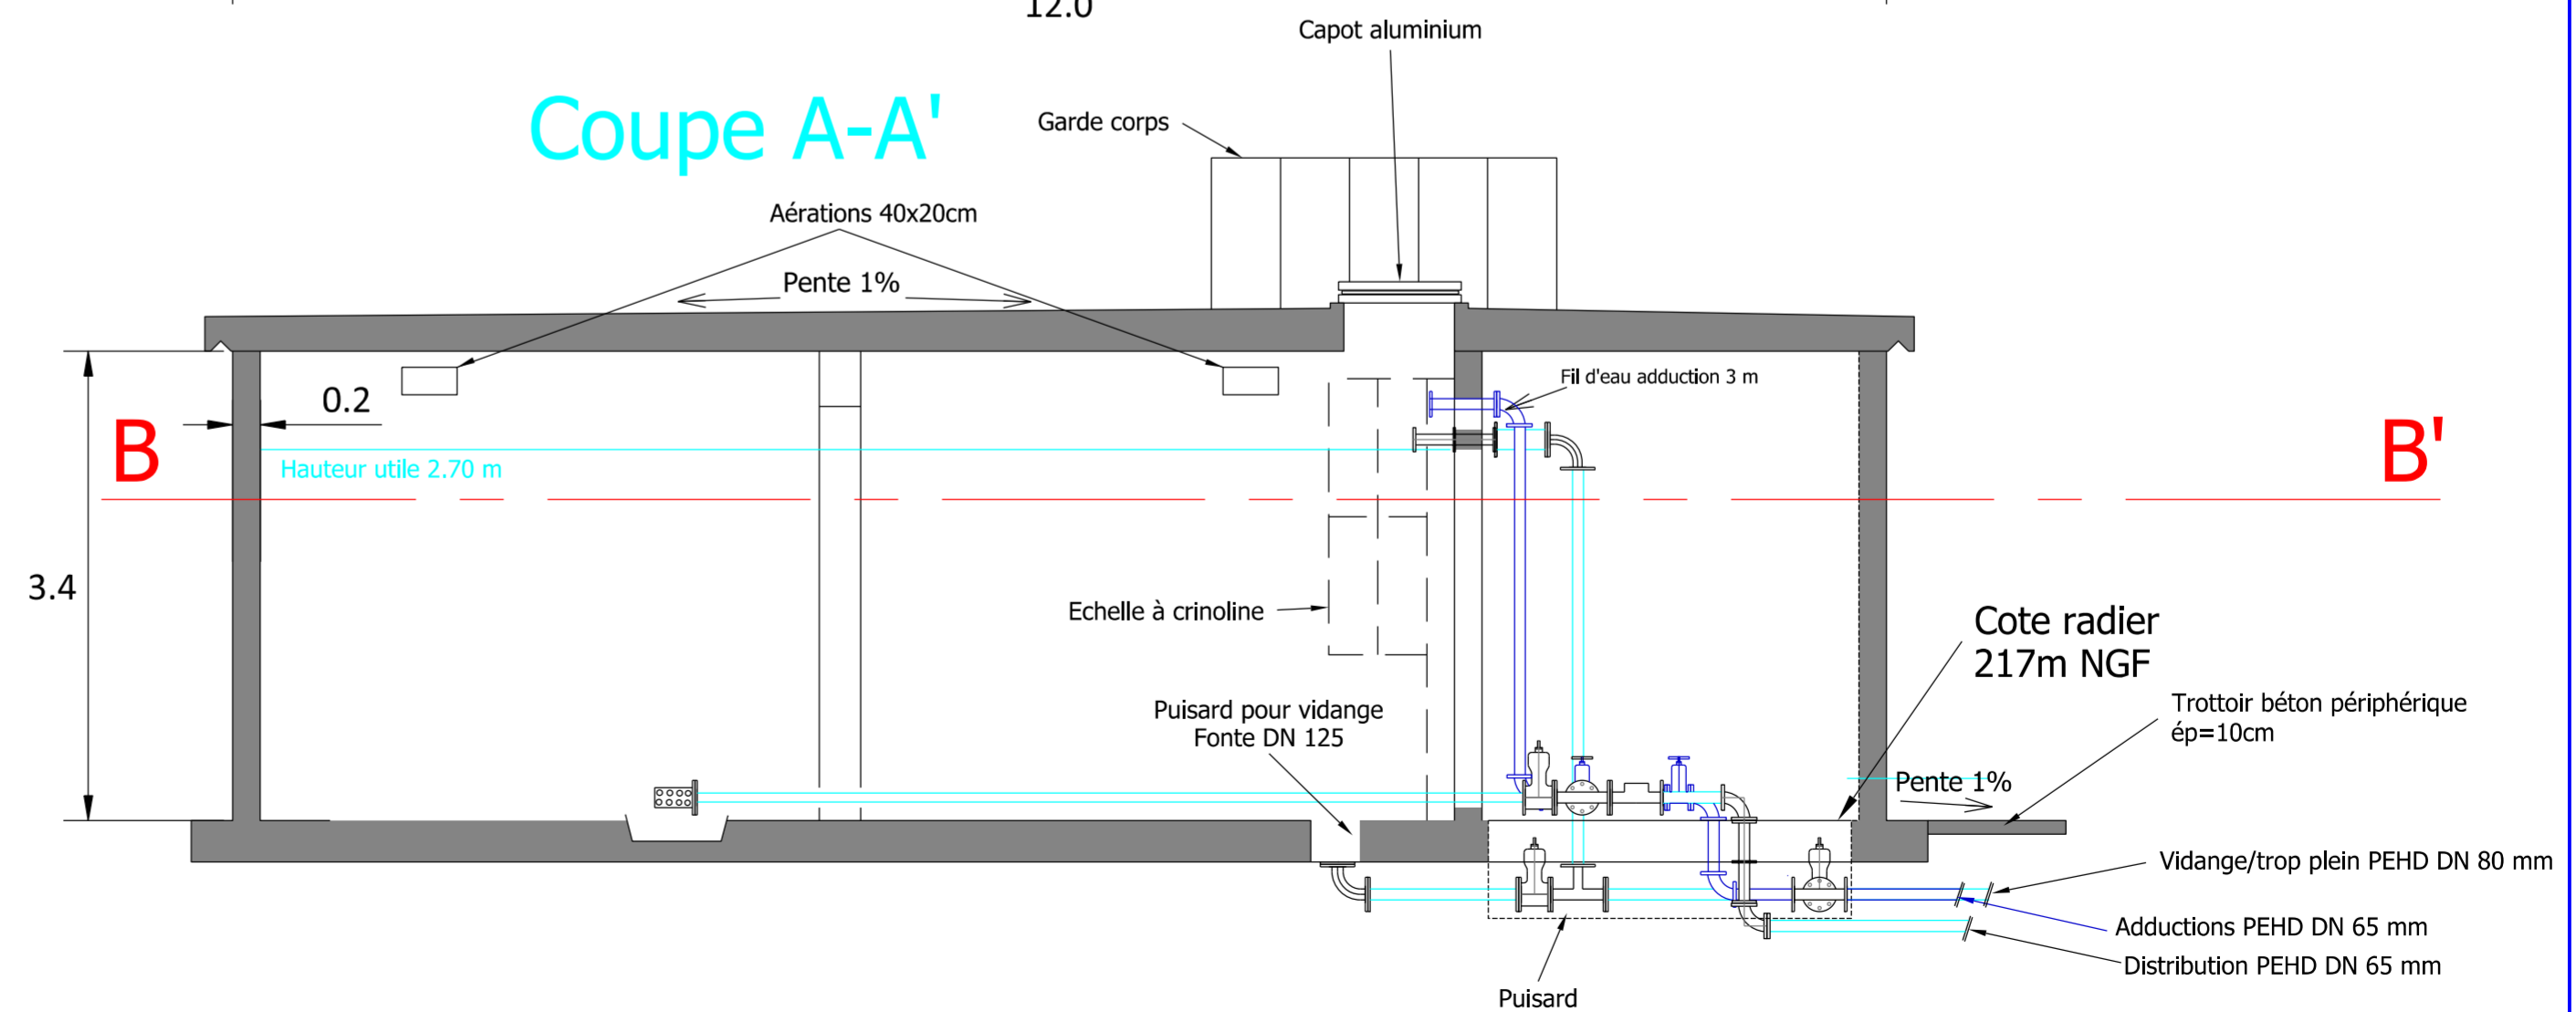 12.0
Capot aluminium
Coupe A-A'
Garde corps
Aérations 40x20cm
Pente 1%
Fil d'eau adduction 3 m
0.2
B
B'
Hauteur utile 2.70 m
3.4
Echelle à crinoline
Cote radier
217m NGF
Puisard pour vidange
Fonte DN 125
Trottoir béton périphérique
ép=10cm
Pente 1%
Vidange/trop plein PEHD DN 80 mm
Adductions PEHD DN 65 mm
Distribution PEHD DN 65 mm
Puisard